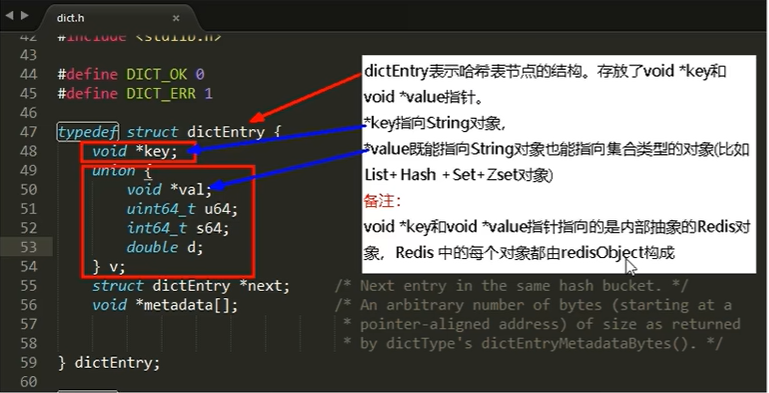 dict.h
42 #include <stdlib.h>
43
44 #define DICT_OK 0
45 #define DICT_ERR 1
46
47 typedef struct dictEntry {
48 void *key;
49 union {
50 void *val;
51 uint64_t u64;
52 int64_t s64;
53 double d;
54 } v;
55 struct dictEntry *next; /* Next entry in the same hash bucket. */
56 void *metadata[]; /* An arbitrary number of bytes (starting at a
57 * pointer-aligned address) of size as returned
58 * by dictType's dictEntryMetadataBytes(). */
59 } dictEntry;
60
dictEntry表示哈希表节点的结构。存放了void *key和
void *value指针。
*key指向String对象,
*value既能指向String对象也能指向集合类型的对象(比如
List+ Hash +Set+Zset对象)
备注:
void *key和void *value指针指向的是内部抽象的Redis对
象，Redis 中的每个对象都由redisObject构成